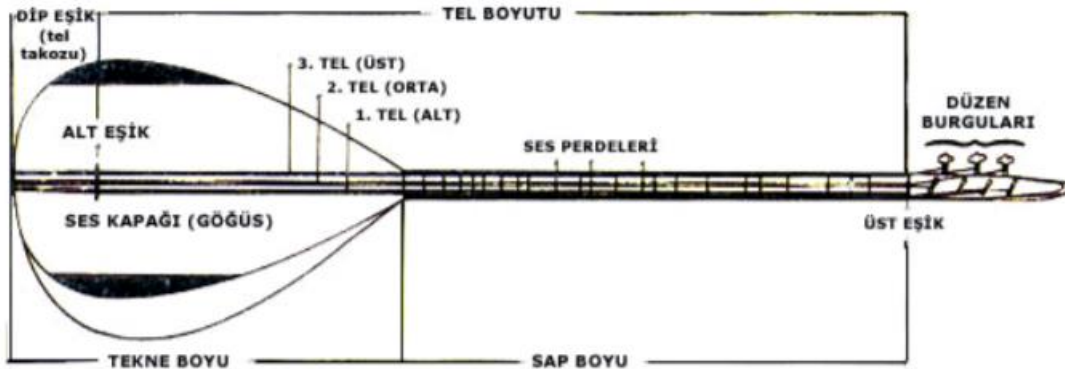 DİP EŞİK
(tel
takozu)
TEL BOYUTU
3. TEL (ÜST)
2. TEL (ORTA)
1. TEL (ALT)
DÜZEN
BURGULARI
ALT EŞİK
SES PERDELERİ
SES KAPAĞI (GÖĞÜS)
ÜST EŞİK
TEKNE BOYU
SAP BOYU